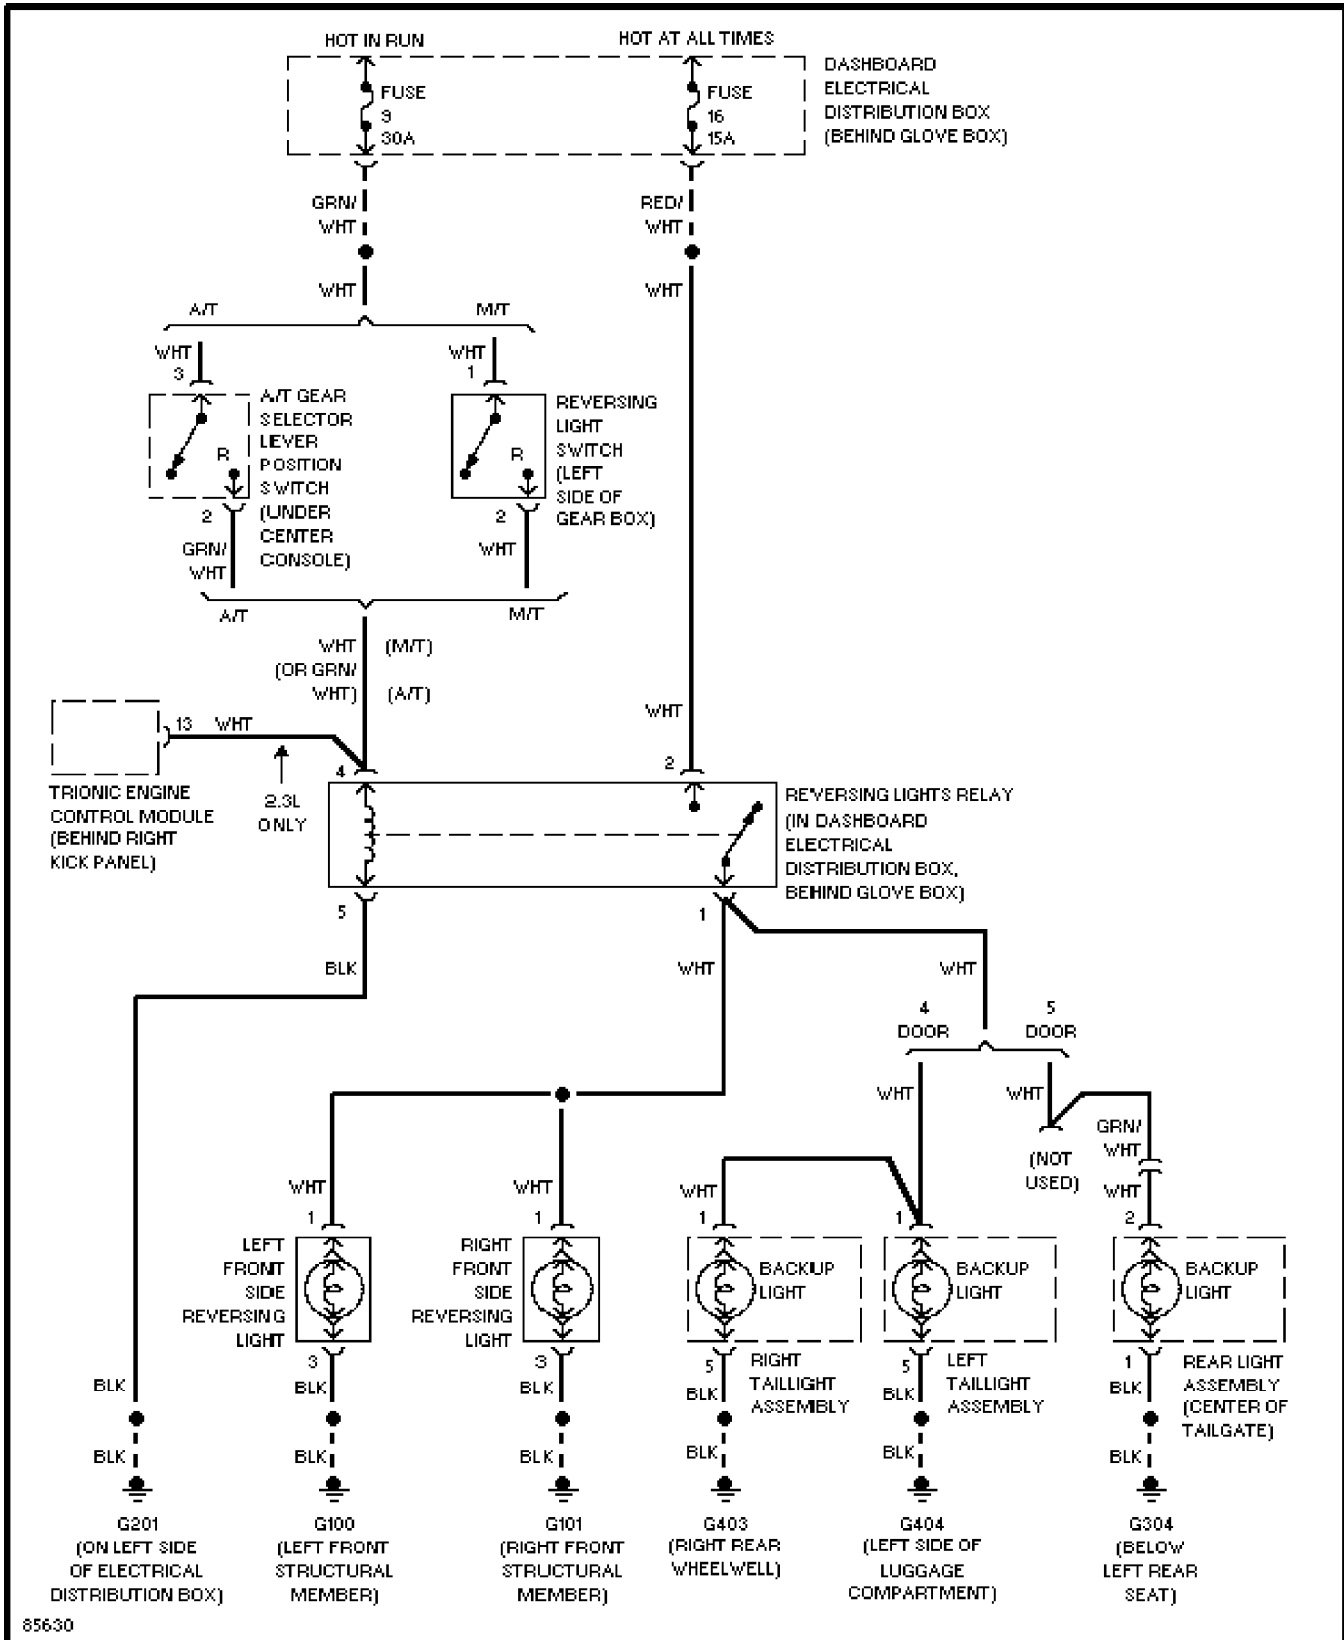 HOT IN RUN
HOT AT ALL TIMES
DASHBOARD
ELECTRICAL
DISTRIBUTION BOX
(BEHIND GLOVE BOX)
FUSE
9
30A
FUSE
16
15A
GRN/
WHT
RED/
WHT
WHT
WHT
A/T
M/T
WHT
3
WHT
1
A/T GEAR
SELECTOR
LEVER
POSITION
SWITCH
(UNDER
CENTER
CONSOLE)
R
REVERSING
LIGHT
SWITCH
(LEFT
SIDE OF
GEAR BOX)
R
2
GRN/
WHT
2
WHT
A/T
M/T
WHT (M/T)
(OR GRN/
WHT) (A/T)
WHT
13 WHT
4
2
TRIONIC ENGINE
CONTROL MODULE
(BEHIND RIGHT
KICK PANEL)
2.3L
ONLY
REVERSING LIGHTS RELAY
(IN DASHBOARD
ELECTRICAL
DISTRIBUTION BOX,
BEHIND GLOVE BOX)
5
1
BLK
WHT
WHT
4
DOOR
5
DOOR
WHT
WHT
GRN/
WHT
(NOT
USED)
WHT
1
WHT
1
WHT
1
1
WHT
2
LEFT
FRONT
SIDE
REVERSING
LIGHT
RIGHT
FRONT
SIDE
REVERSING
LIGHT
BACKUP
LIGHT
BACKUP
LIGHT
BACKUP
LIGHT
3
3
5
5
1
RIGHT
TAILLIGHT
ASSEMBLY
LEFT
TAILLIGHT
ASSEMBLY
REAR LIGHT
ASSEMBLY
(CENTER OF
TAILGATE)
BLK
BLK
BLK
BLK
BLK
BLK
BLK
BLK
BLK
BLK
BLK
BLK
G201
(ON LEFT SIDE
OF ELECTRICAL
DISTRIBUTION BOX)
G100
(LEFT FRONT
STRUCTURAL
MEMBER)
G101
(RIGHT FRONT
STRUCTURAL
MEMBER)
G403
(RIGHT REAR
WHEELWELL)
G404
(LEFT SIDE OF
LUGGAGE
COMPARTMENT)
G304
(BELOW
LEFT REAR
SEAT)
85630